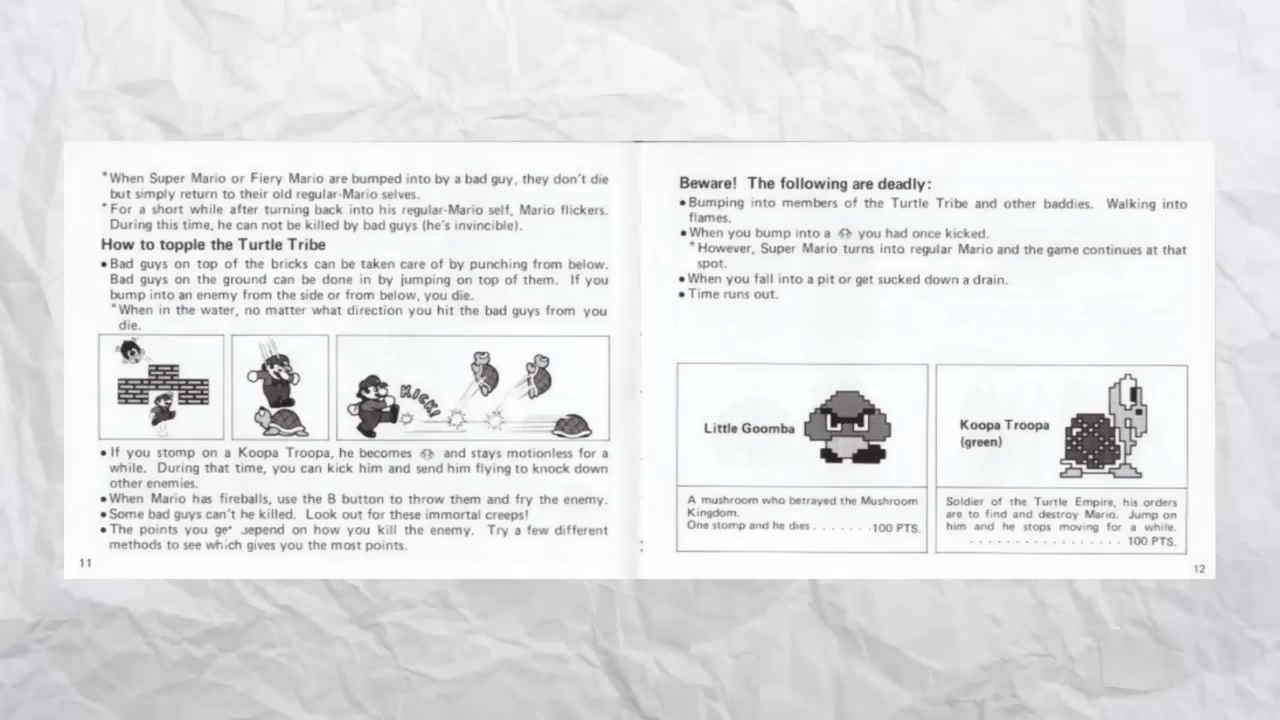 *When Super Mario or Fiery Mario are bumped into by a bad guy, they don't die
but simply return to their old regular-Mario selves.
*For a short while after turning back into his regular-Mario self, Mario flickers.
During this time, he can not be killed by bad guys (he's invincible).
How to topple the Turtle Tribe
•Bad guys on top of the bricks can be taken care of by punching from below.
Bad guys on the ground can be done in by jumping on top of them. If you
bump into an enemy from the side or from below, you die.
*When in the water, no matter what direction you hit the bad guys from you
die.
KICK!
•If you stomp on a Koopa Troopa, he becomes and stays motionless for a
while. During that time, you can kick him and send him flying to knock down
other enemies.
•When Mario has fireballs, use the B button to throw them and fry the enemy.
•Some bad guys can't he killed. Look out for these immortal creeps!
•The points you ge' depend on how you kill the enemy. Try a few different
methods to see which gives you the most points.
11
Beware! The following are deadly:
•Bumping into members of the Turtle Tribe and other baddies. Walking into
flames.
•When you bump into a you had once kicked.
*However, Super Mario turns into regular Mario and the game continues at that
spot.
•When you fall into a pit or get sucked down a drain.
•Time runs out.
Little Goomba
A mushroom who betrayed the Mushroom
Kingdom.
One stomp and he dies . . . . . . . 100 PTS.
Koopa Troopa
(green)
Soldier of the Turtle Empire, his orders
are to find and destroy Mario. Jump on
him and he stops moving for a while.
. . . . . . . . . . . . . . . . . 100 PTS.
12